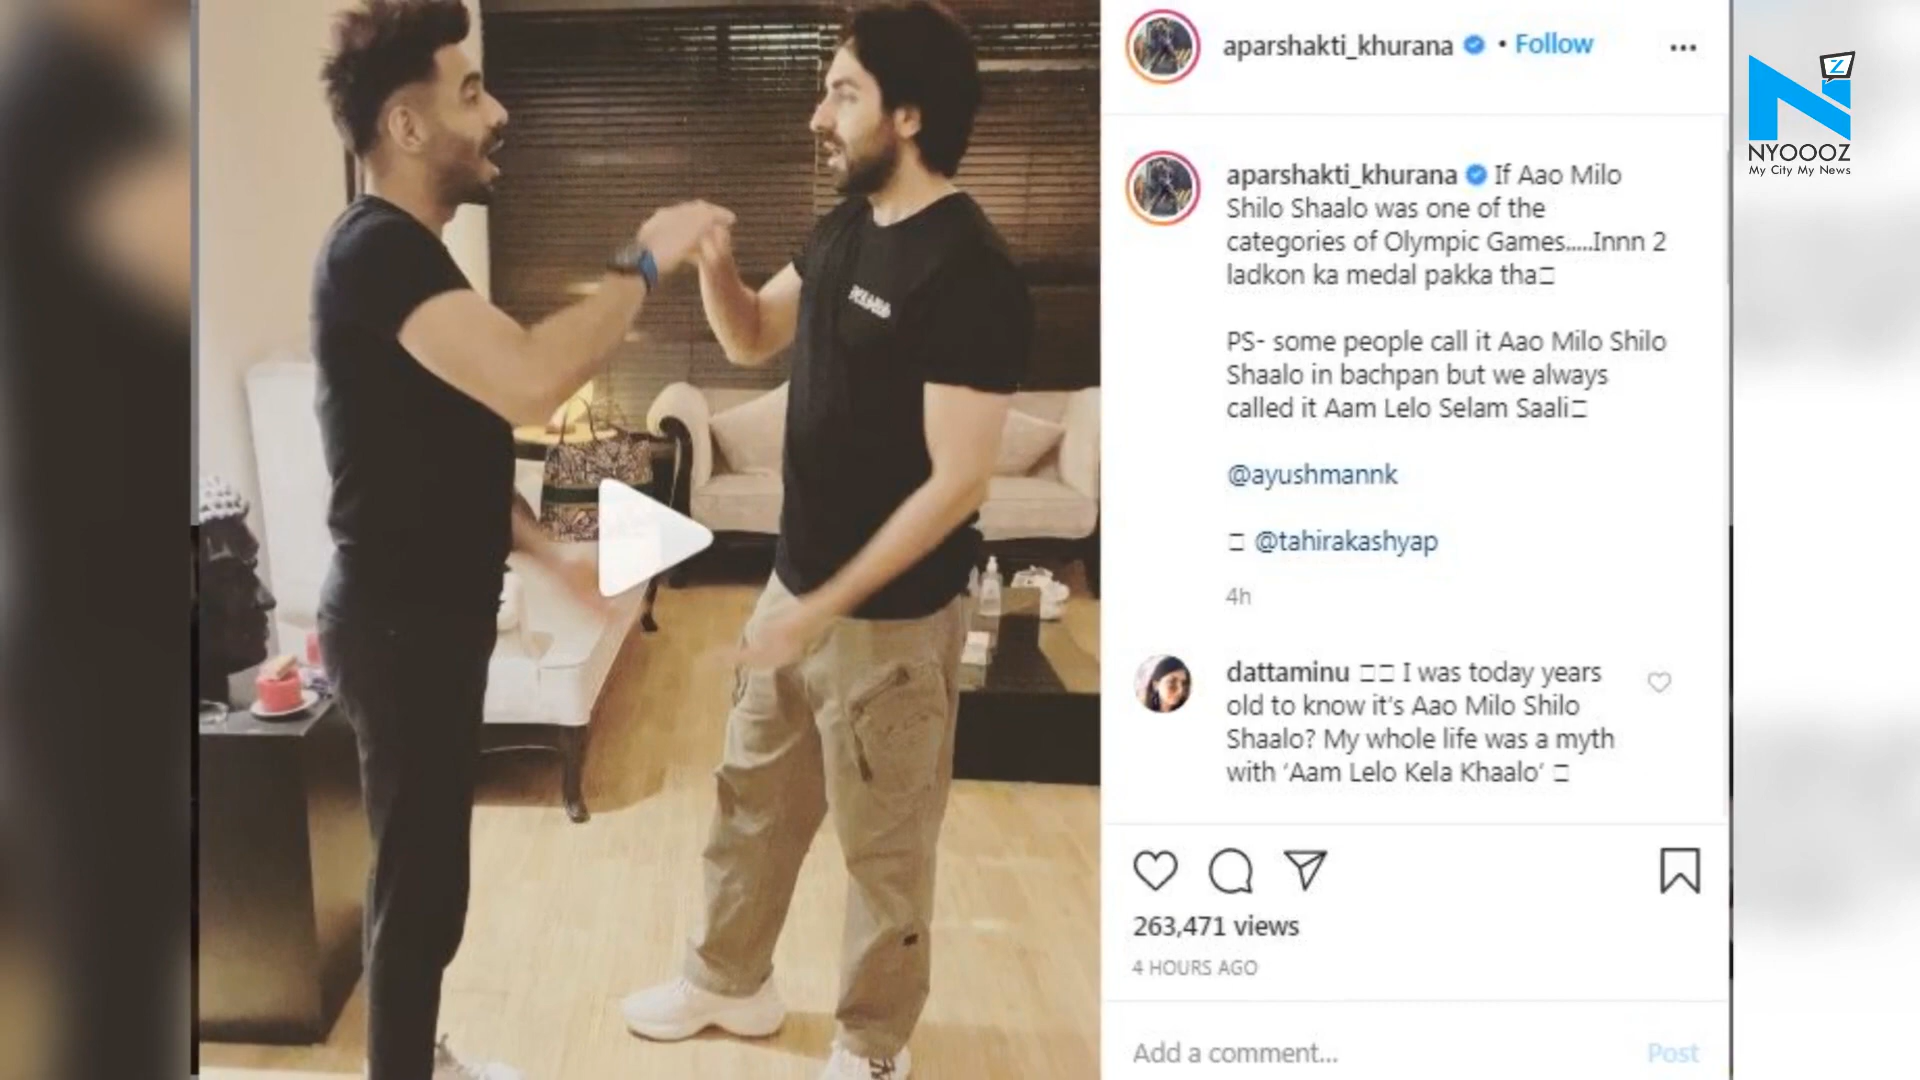 aparshakti_khurana • Follow
NYOOOZ
My City My News
aparshakti_khurana If Aao Milo
Shilo Shaalo was one of the
categories of Olympic Games.....Innn 2
ladkon ka medal pakka tha□
PS- some people call it Aao Milo Shilo
Shaalo in bachpan but we always
called it Aam Lelo Selam Saali□
@ayushmannk
□ @tahirakashyap
4h
dattaminu □□ I was today years
old to know it's Aao Milo Shilo
Shaalo? My whole life was a myth
with ‘Aam Lelo Kela Khaalo’ □
263,471 views
4 HOURS AGO
Add a comment... Post